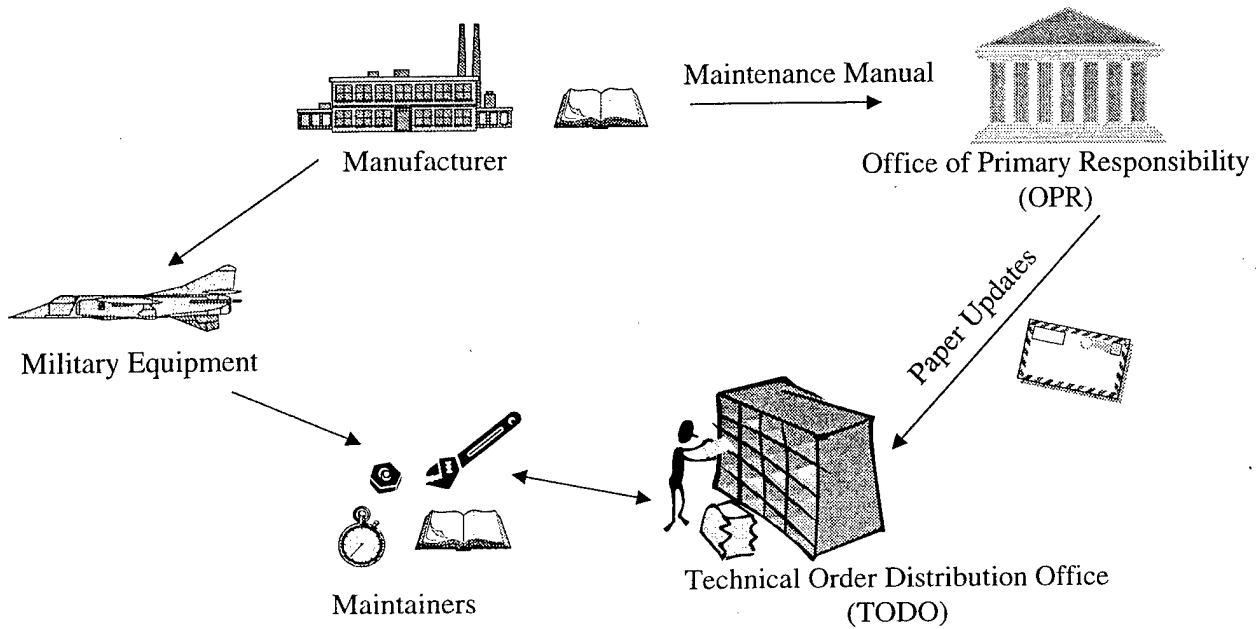 Maintenance Manual
Manufacturer
Office of Primary Responsibility
(OPR)
Paper Updates
Military Equipment
Technical Order Distribution Office
(TODO)
Maintainers